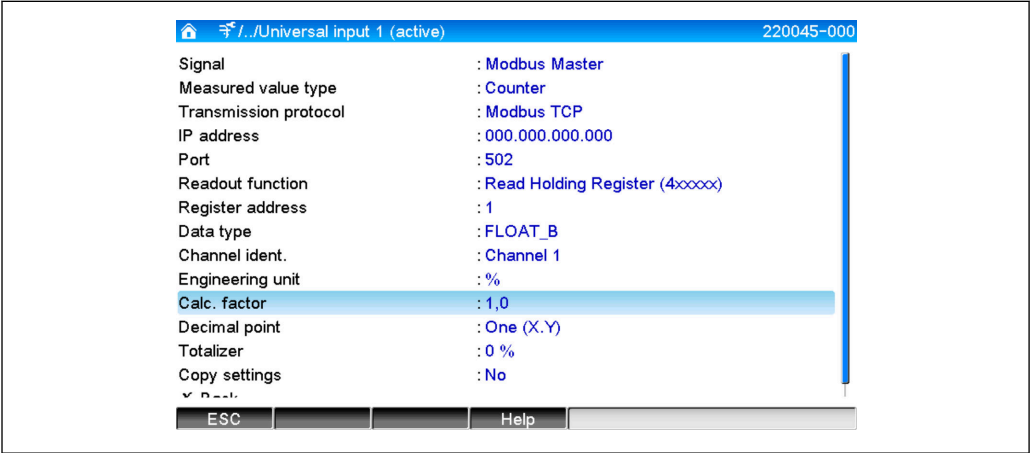 /../Universal input 1 (active) 220045-000
Signal : Modbus Master
Measured value type : Counter
Transmission protocol : Modbus TCP
IP address : 000.000.000.000
Port : 502
Readout function : Read Holding Register (4xxxxx)
Register address : 1
Data type : FLOAT_B
Channel ident. : Channel 1
Engineering unit : %
Calc. factor : 1,0
Decimal point : One (X.Y)
Totalizer : 0 %
Copy settings : No
X Back
ESC Help